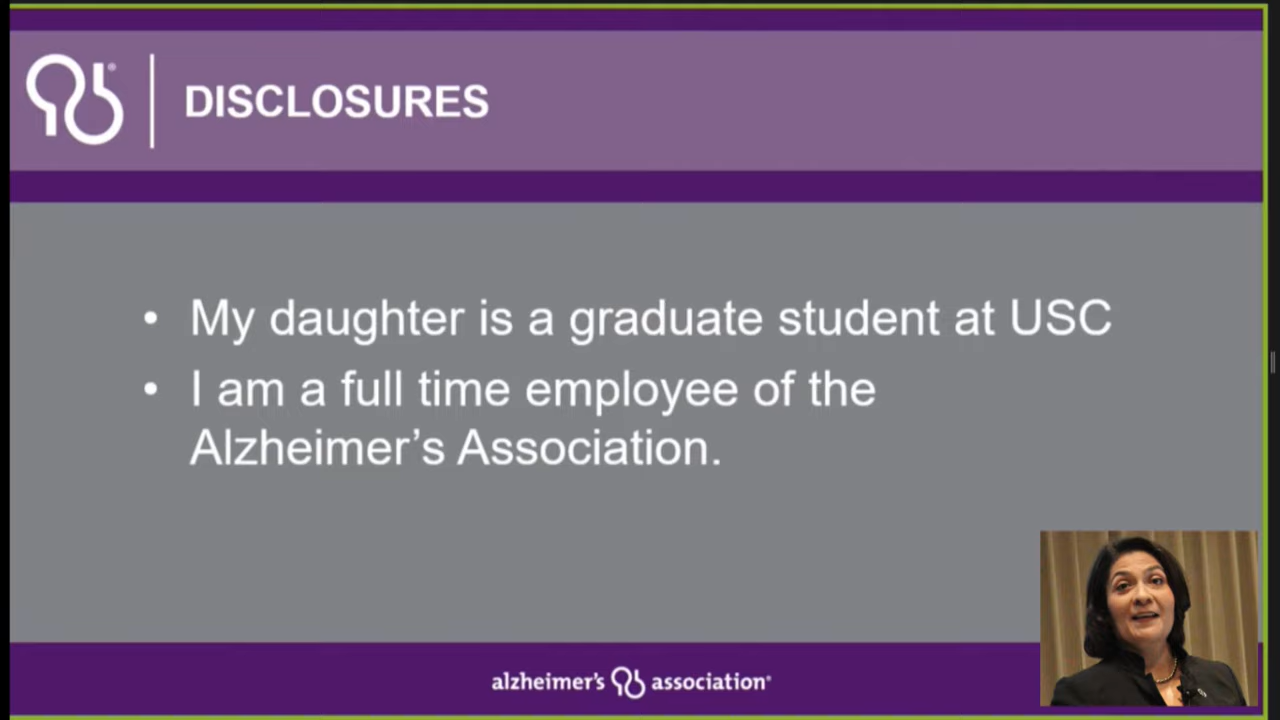 DISCLOSURES
• My daughter is a graduate student at USC
• I am a full time employee of the
Alzheimer’s Association.
alzheimer's association®